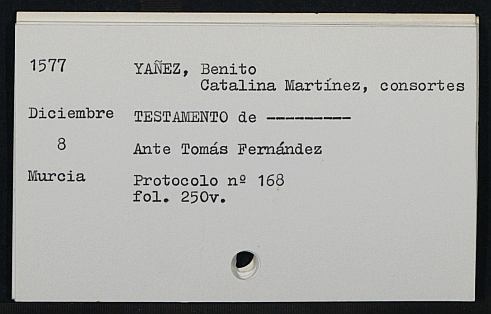 1577 YAÑEZ, Benito
Catalina Martínez, consortes
Diciembre TESTAMENTO de ---------
8 Ante Tomás Fernández
Murcia Protocolo nº 168
fol. 250v.